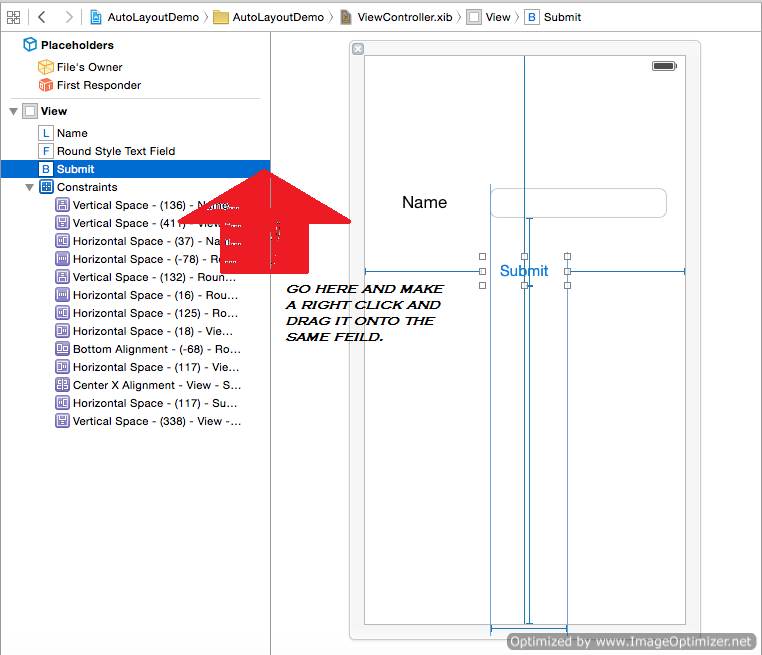 AutoLayoutDemo AutoLayoutDemo ViewController.xib View B Submit
Placeholders
File's Owner
First Responder
View
L Name
F Round Style Text Field
B Submit
Constraints
Vertical Space - (136) - Name...
Vertical Space - (41
Horizontal Space - (37) - Na
Horizontal Space - (-78) - R
Vertical Space - (132) - Roun...
Horizontal Space - (16) - Rou...
Horizontal Space - (125) - Ro...
Horizontal Space - (18) - Vie...
Bottom Alignment - (-68) - Ro...
Horizontal Space - (117) - Vie...
Center X Alignment - View - S...
Horizontal Space - (117) - Su...
Vertical Space - (338) - View -...
Name
Submit
GO HERE AND MAKE
A RIGHT CLICK AND
DRAG IT ONTO THE
SAME FEILD.
Optimized by www.ImageOptimizer.net